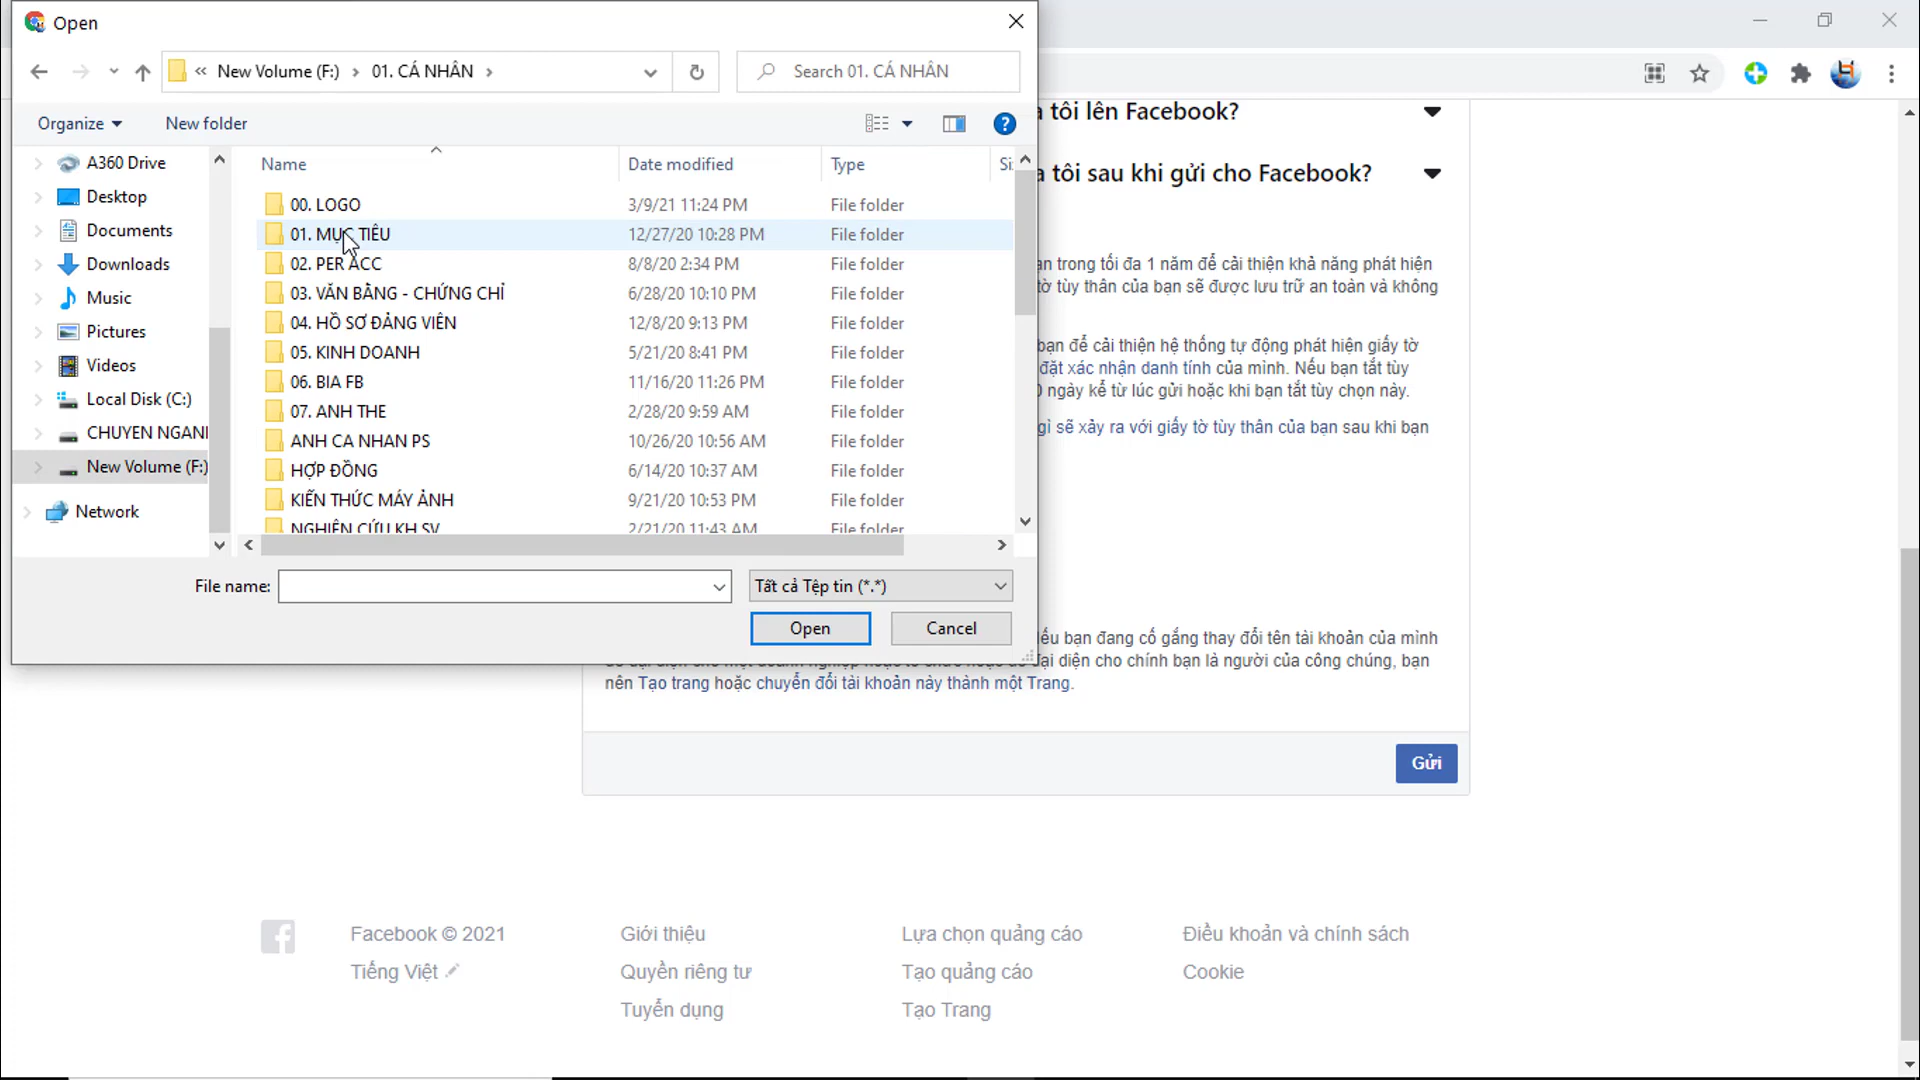 Open
« New Volume (F:) › 01. CÁ NHÂN ›
Search 01. CÁ NHÂN
Organize
New folder
A360 Drive
Desktop
Documents
Downloads
Music
Pictures
Videos
Local Disk (C:)
CHUYEN NGANH
New Volume (F:)
Network
Name Date modified Type
00. LOGO 3/9/21 11:24 PM File folder
01. MỤC TIÊU 12/27/20 10:28 PM File folder
02. PER ACC 8/8/20 2:34 PM File folder
03. VĂN BẰNG - CHỨNG CHỈ 6/28/20 10:10 PM File folder
04. HỒ SƠ ĐẢNG VIÊN 12/8/20 9:13 PM File folder
05. KINH DOANH 5/21/20 8:41 PM File folder
06. BIA FB 11/16/20 11:26 PM File folder
07. ANH THE 2/28/20 9:59 AM File folder
ANH CA NHAN PS 10/26/20 10:56 AM File folder
HỢP ĐỒNG 6/14/20 10:37 AM File folder
KIẾN THỨC MÁY ẢNH 9/21/20 10:53 PM File folder
NGHIÊN CỨU KH SV 2/21/20 11:43 AM File folder
File name:
Tất cả Tệp tin (*.*)
Open
Cancel
tôi lên Facebook?
tôi sau khi gửi cho Facebook?
trong tối đa 1 năm để cải thiện khả năng phát hiện
tờ tùy thân của bạn sẽ được lưu trữ an toàn và không
bạn để cải thiện hệ thống tự động phát hiện giấy tờ
đặt xác nhận danh tính của mình. Nếu bạn tắt tùy
ngày kể từ lúc gửi hoặc khi bạn tắt tùy chọn này.
gì sẽ xảy ra với giấy tờ tùy thân của bạn sau khi bạn
bạn đang cố gắng thay đổi tên tài khoản của mình
đại diện cho chính bạn là người của công chúng, bạn
nên Tạo trang hoặc chuyển đổi tài khoản này thành một Trang.
Gửi
Facebook © 2021
Tiếng Việt
Giới thiệu
Quyền riêng tư
Tuyển dụng
Lựa chọn quảng cáo
Tạo quảng cáo
Tạo Trang
Điều khoản và chính sách
Cookie